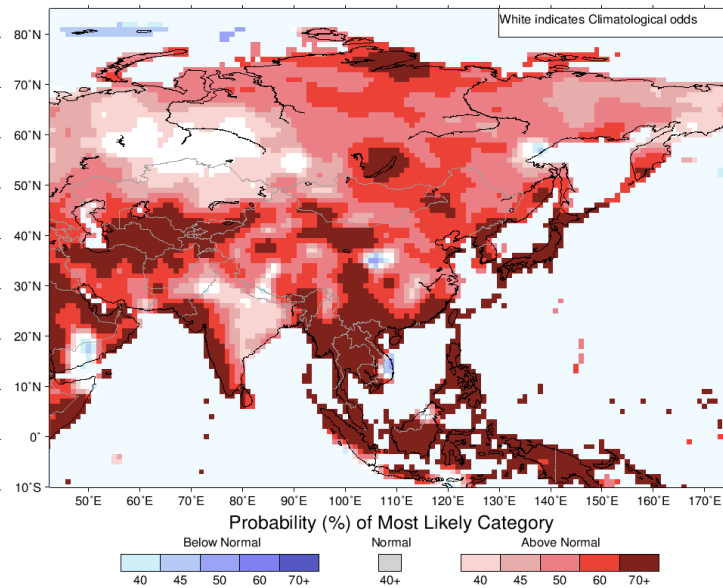 White indicates Climatological odds
80°N
70°N
60°N
50°N
40°N
30°N
20°N
10°N
0°
10°S
50°E 60°E 70°E 80°E 90°E 100°E 110°E 120°E 130°E 140°E 150°E 160°E 170°E
Probability (%) of Most Likely Category
Below Normal Normal Above Normal
40 45 50 60 70+ 40+ 40 45 50 60 70+